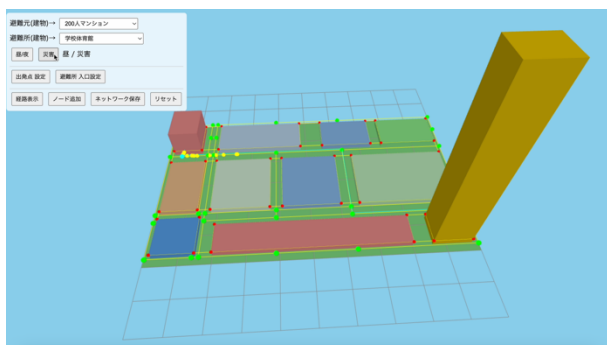 避難元(建物)→ 200人マンション
避難所(建物)→ 学校体育館
昼/夜 災害 昼 / 災害
出発点 設定 避難所 入口設定
経路表示 ノード追加 ネットワーク保存 リセット